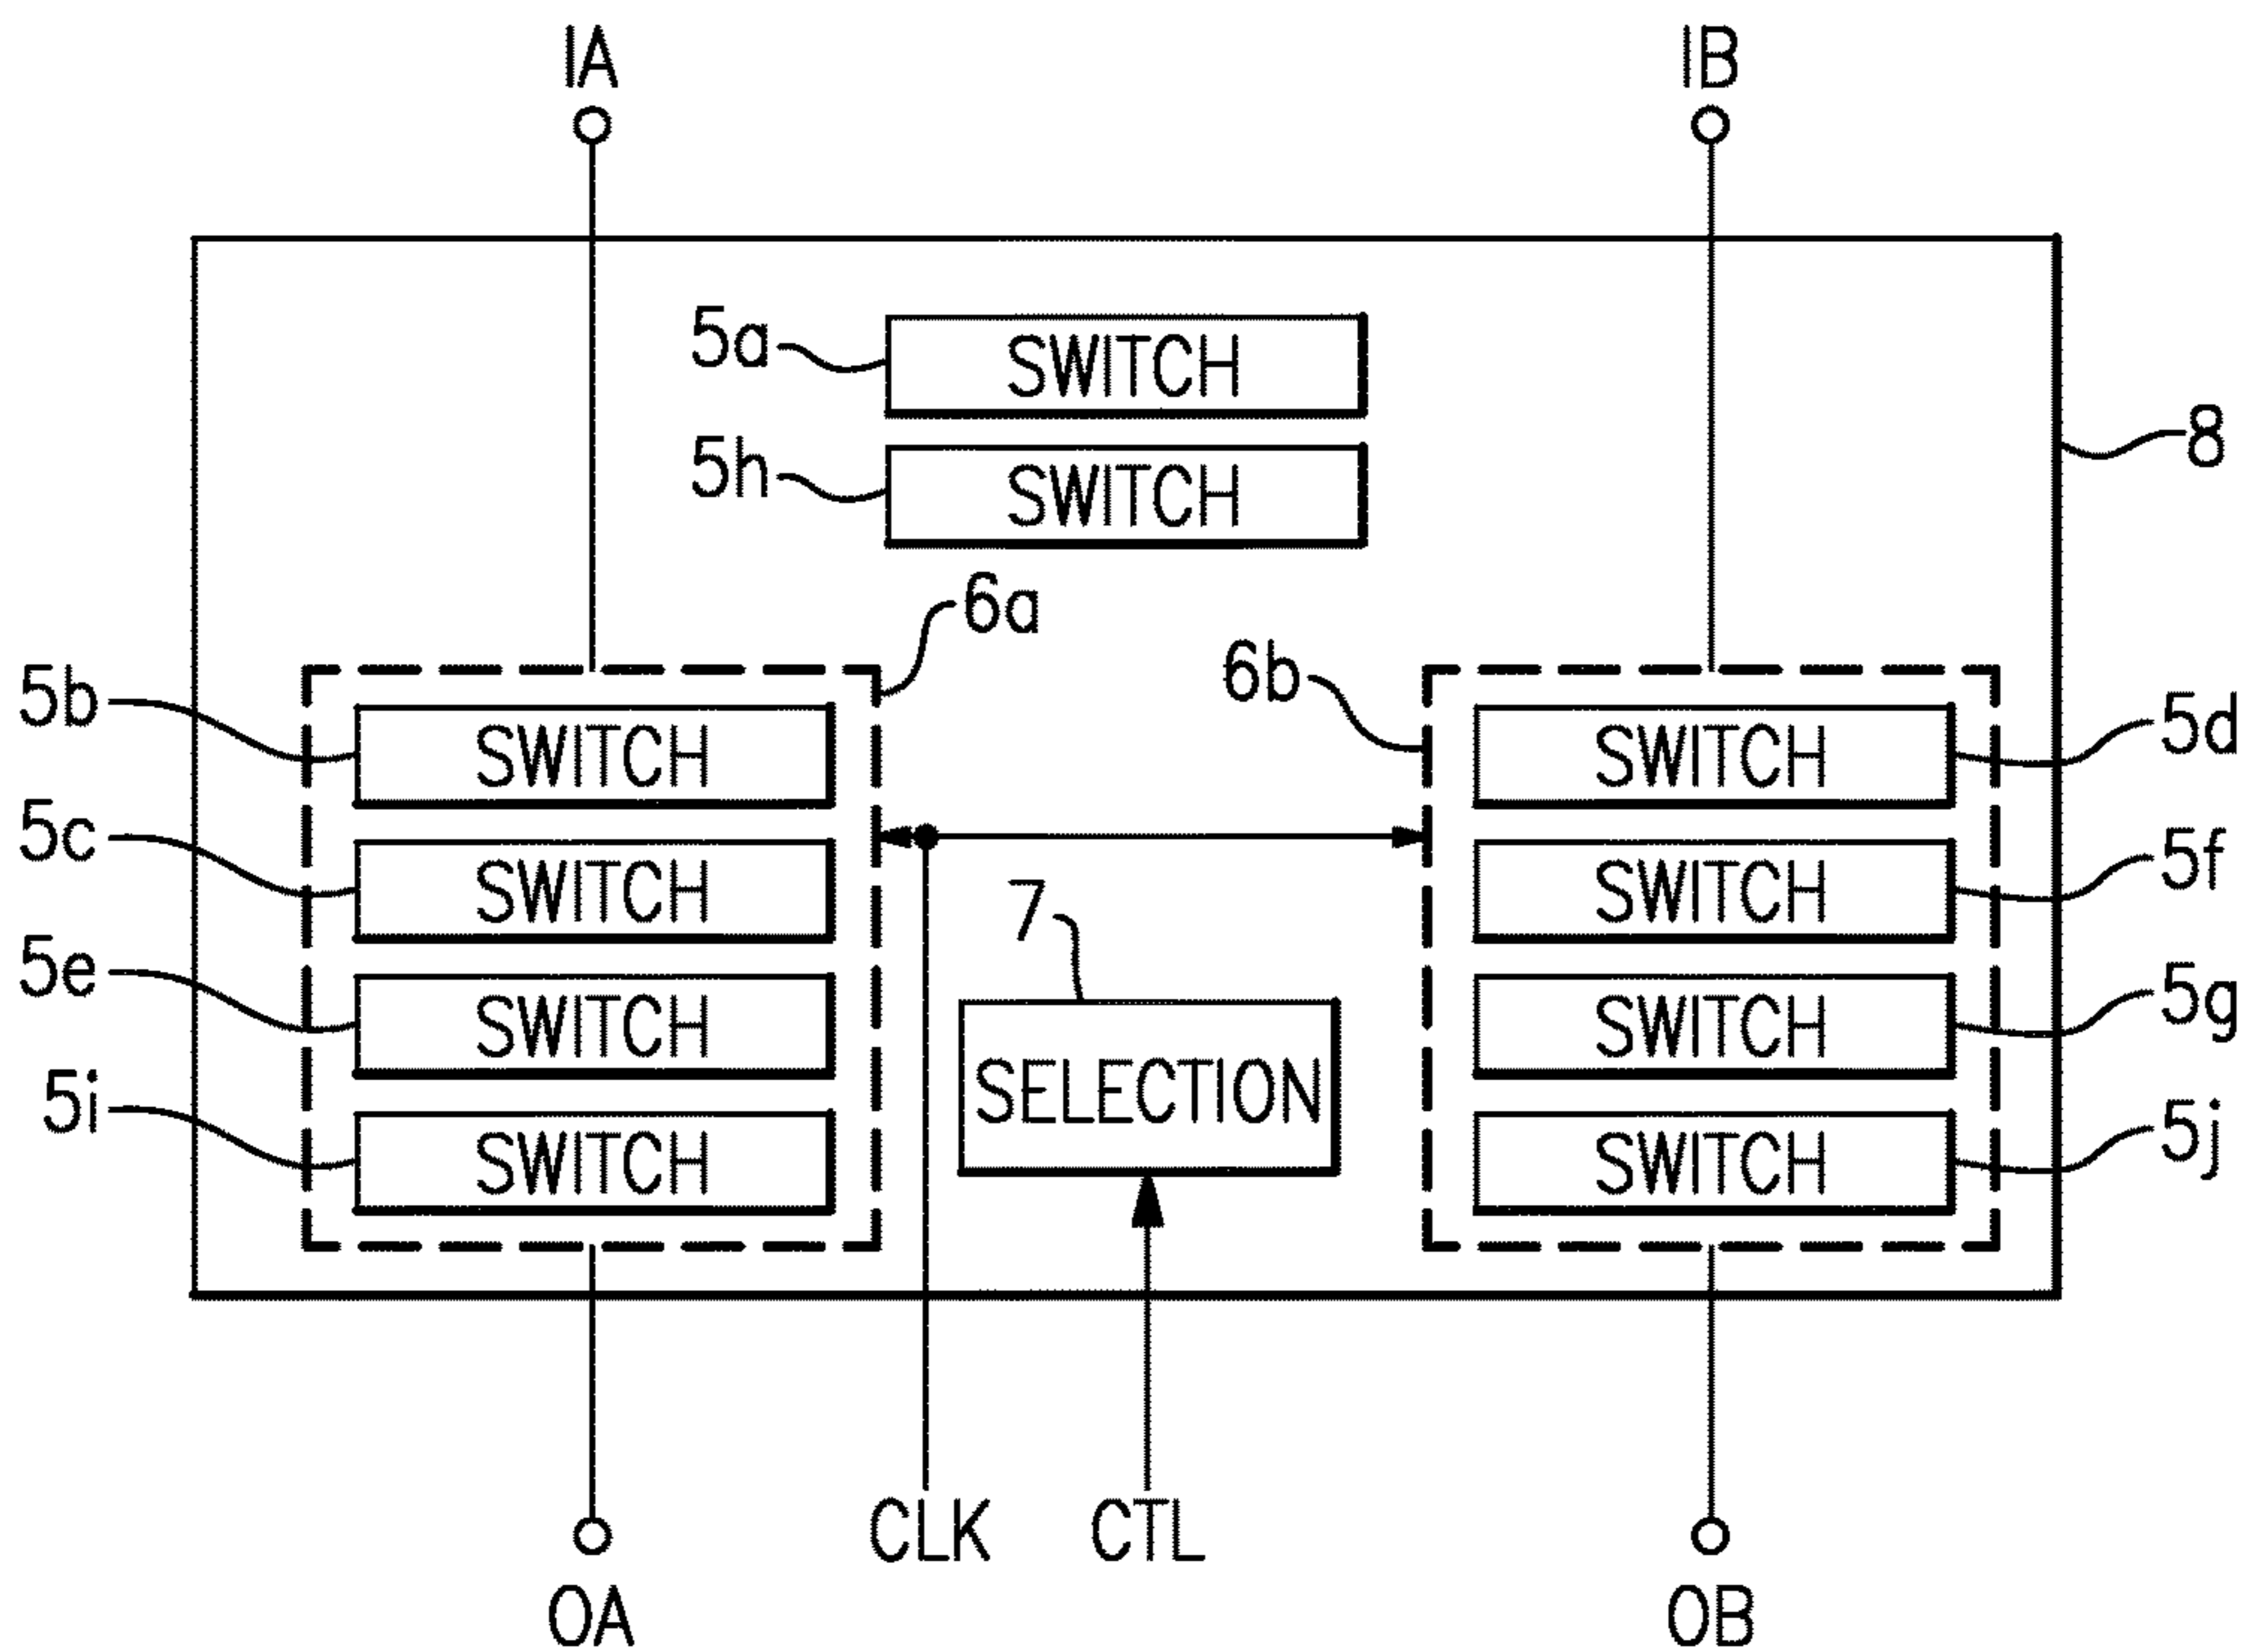 IA IB
5a SWITCH
8
5h SWITCH
6a
6b
5b SWITCH SWITCH 5d
5c SWITCH SWITCH 5f
7
5e SWITCH SWITCH 5g
SELECTION
5i SWITCH SWITCH 5j
CLK CTL
OA OB